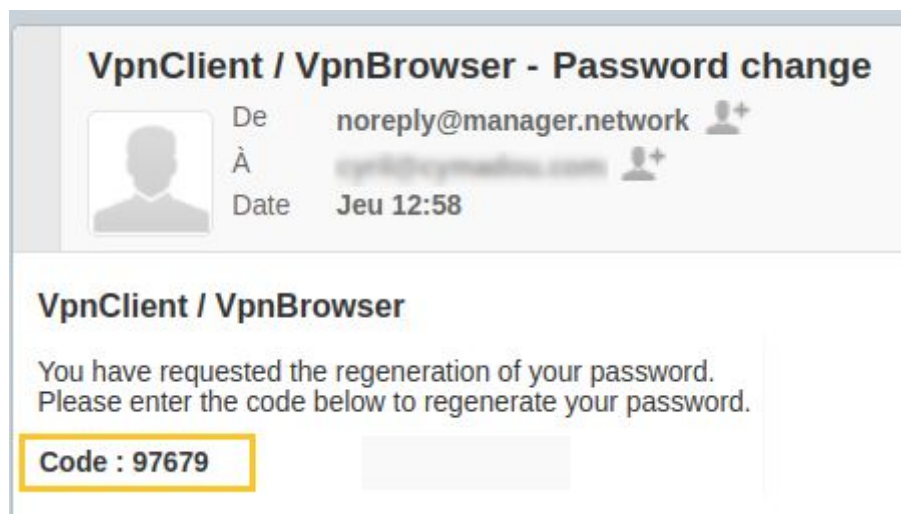 VpnClient / VpnBrowser - Password change
De noreply@manager.network
À
Date Jeu 12:58
VpnClient / VpnBrowser
You have requested the regeneration of your password.
Please enter the code below to regenerate your password.
Code : 97679